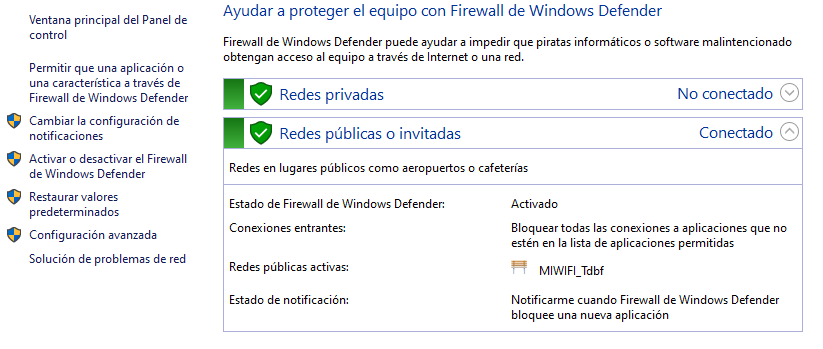 Ventana principal del Panel de
control
Permitir que una aplicación o
una característica a través de
Firewall de Windows Defender
Cambiar la configuración de
notificaciones
Activar o desactivar el Firewall
de Windows Defender
Restaurar valores
predeterminados
Configuración avanzada
Solución de problemas de red
Ayudar a proteger el equipo con Firewall de Windows Defender
Firewall de Windows Defender puede ayudar a impedir que piratas informáticos o software malintencionado
obtengan acceso al equipo a través de Internet o una red.
Redes privadas No conectado
Redes públicas o invitadas Conectado
Redes en lugares públicos como aeropuertos o cafeterías
Estado de Firewall de Windows Defender: Activado
Conexiones entrantes: Bloquear todas las conexiones a aplicaciones que no
estén en la lista de aplicaciones permitidas
Redes públicas activas: MIWIFI_Tdbf
Estado de notificación: Notificarme cuando Firewall de Windows Defender
bloquee una nueva aplicación